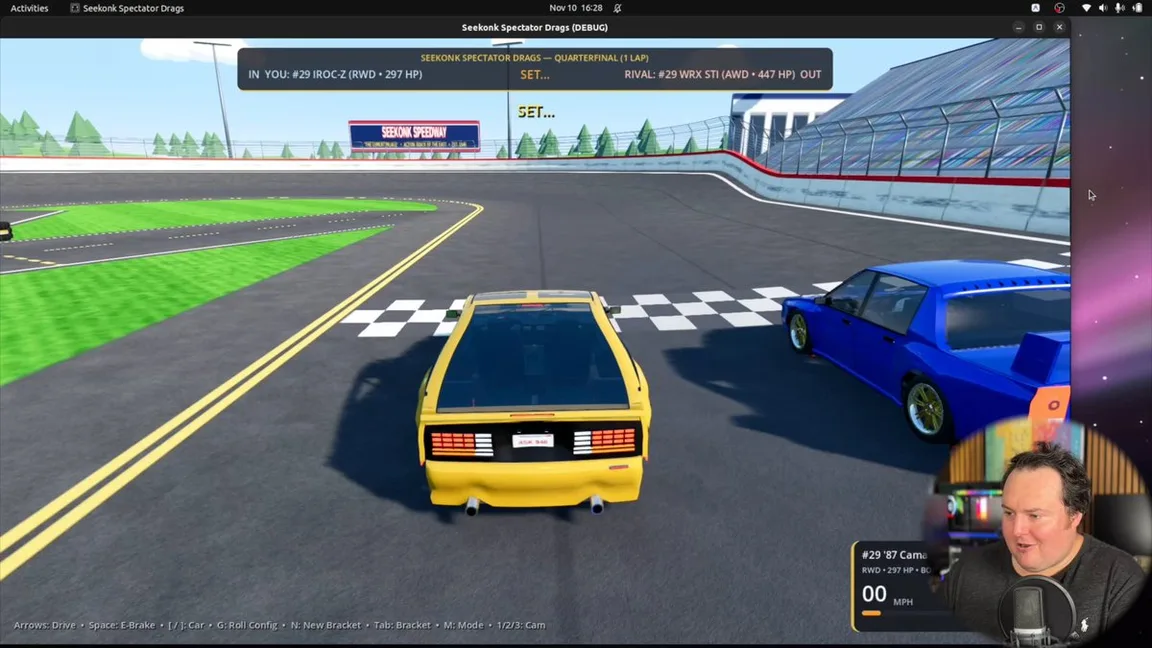 Activities
Seekonk Spectator Drags
Nov 10 16:28
Seekonk Spectator Drags (DEBUG)
SEEKONK SPECTATOR DRAGS — QUARTERFINAL (1 LAP)
IN YOU: #29 IROC-Z (RWD • 297 HP)
SET...
RIVAL: #29 WRX STI (AWD • 447 HP) OUT
SET...
SEEKONK SPEEDWAY
#29 '87 Cama
RWD • 297 HP •
00 MPH
Arrows: Drive • Space: E-Brake • [ / ]: Car • G: Roll Config • N: New Bracket • Tab: Bracket • M: Mode • 1/2/3: Cam